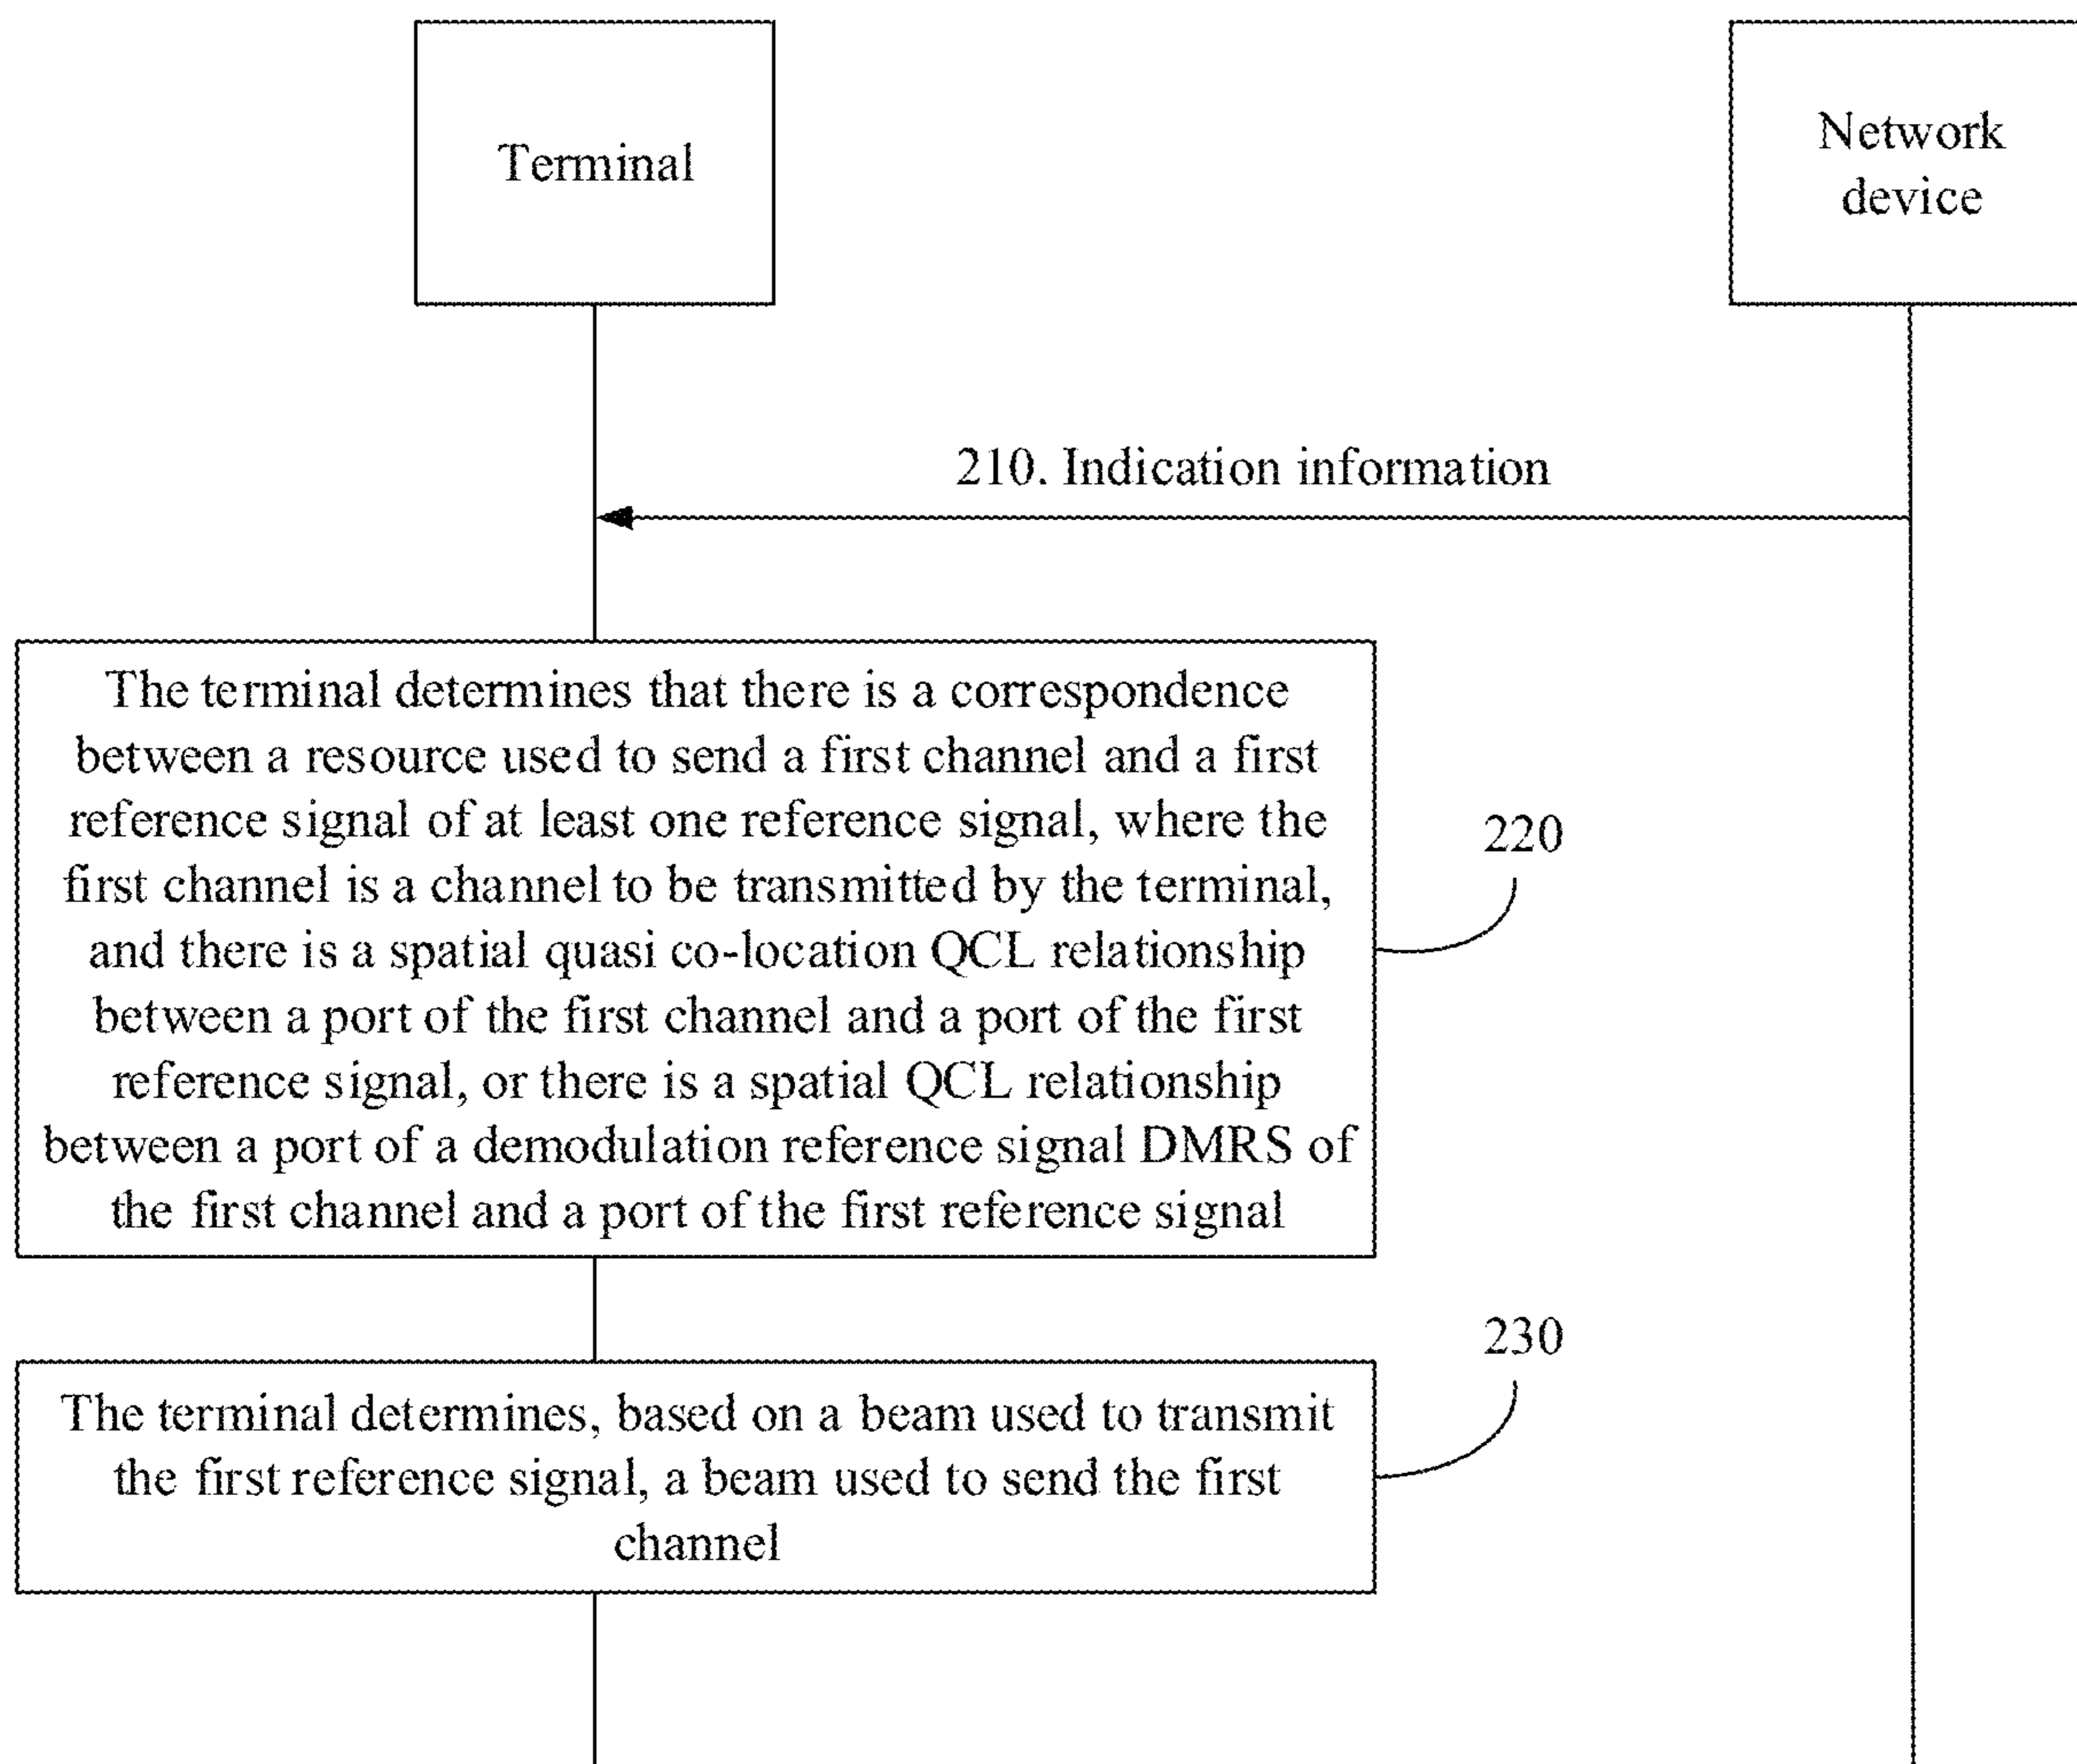 Terminal
Network
device
210. Indication information
The terminal determines that there is a correspondence
between a resource used to send a first channel and a first
reference signal of at least one reference signal, where the
first channel is a channel to be transmitted by the terminal,
and there is a spatial quasi co-location QCL relationship
between a port of the first channel and a port of the first
reference signal, or there is a spatial QCL relationship
between a port of a demodulation reference signal DMRS of
the first channel and a port of the first reference signal
220
The terminal determines, based on a beam used to transmit
the first reference signal, a beam used to send the first
channel
230